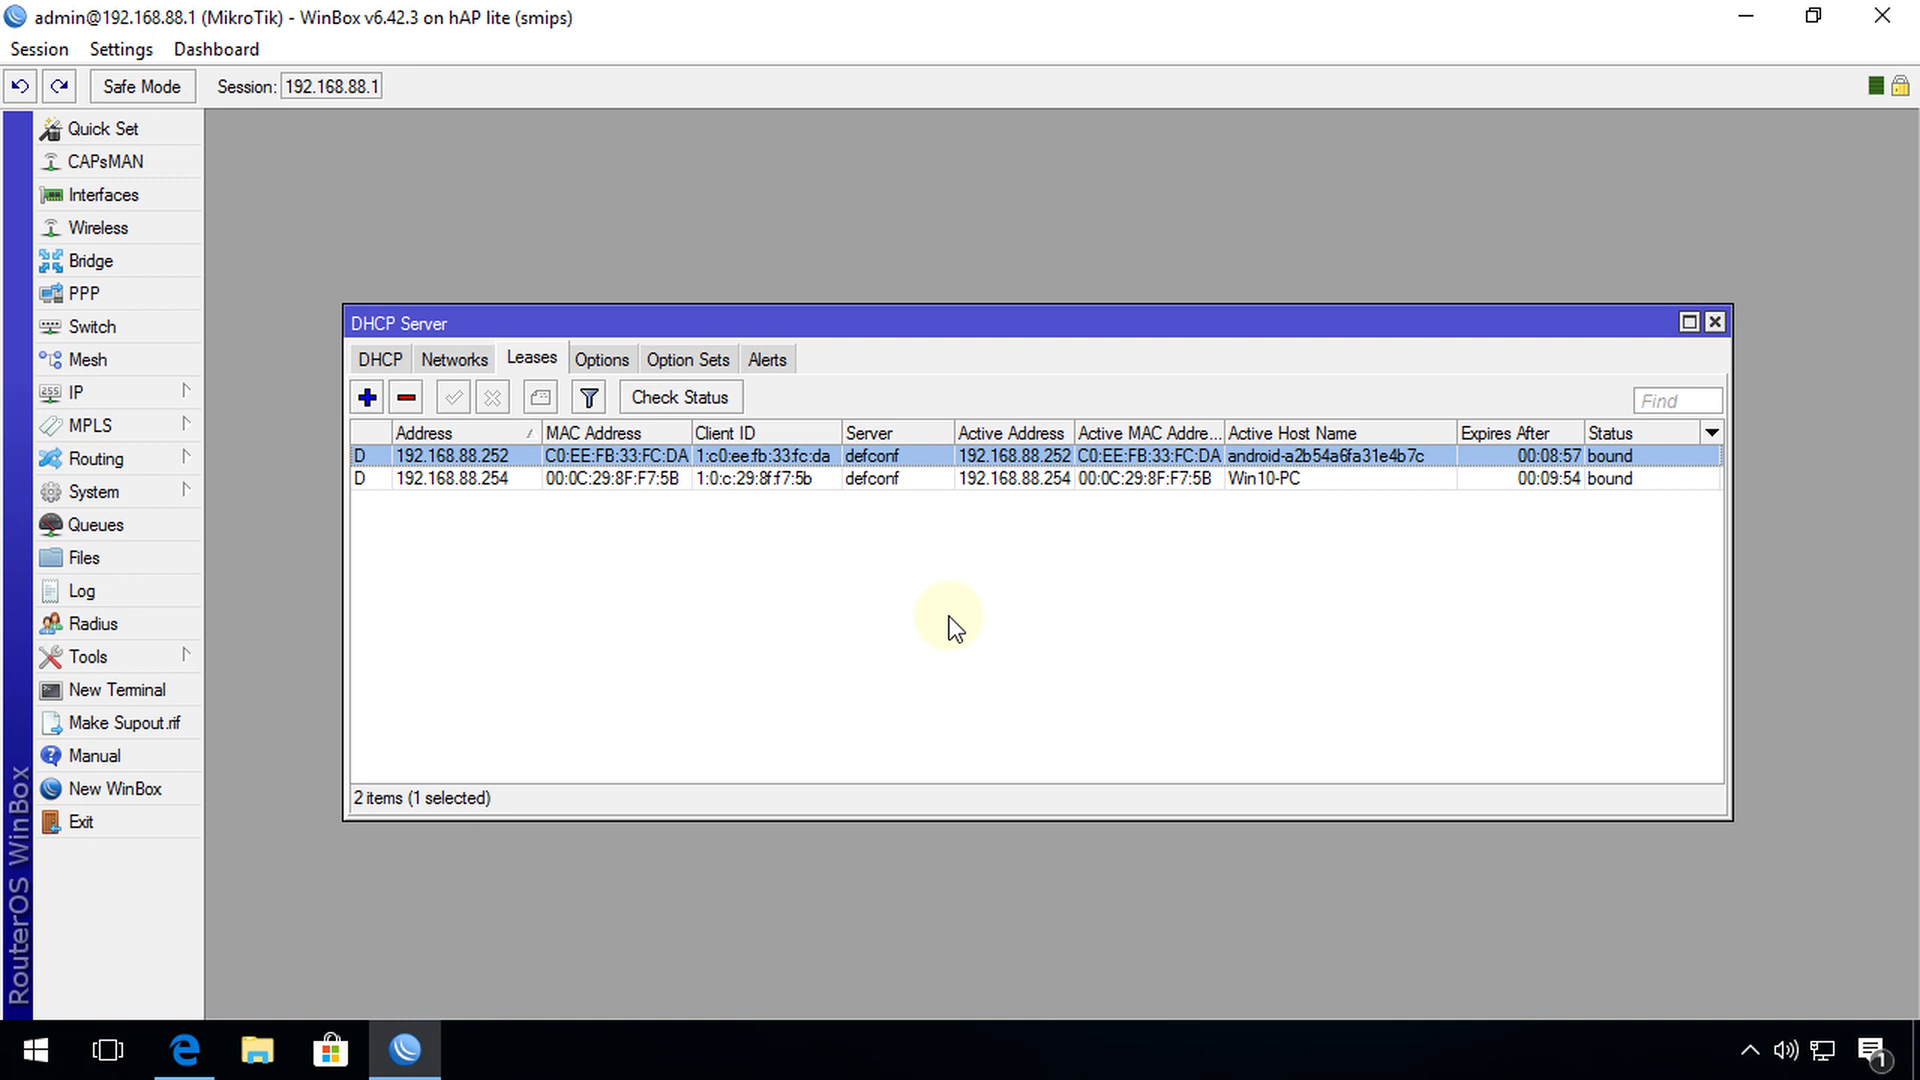 admin@192.168.88.1 (MikroTik) - WinBox v6.42.3 on hAP lite (smips)
Session Settings Dashboard
Safe Mode Session: 192.168.88.1
Quick Set
CAPsMAN
Interfaces
Wireless
Bridge
PPP
Switch
Mesh
IP
MPLS
Routing
System
Queues
Files
Log
Radius
Tools
New Terminal
Make Supout.rif
Manual
New WinBox
Exit
RouterOS WinBox
DHCP Server
DHCP Networks Leases Options Option Sets Alerts
Check Status Find
Address MAC Address Client ID Server Active Address Active MAC Addre... Active Host Name Expires After Status
D 192.168.88.252 C0:EE:FB:33:FC:DA 1:c0:ee:fb:33:fc:da defconf 192.168.88.252 C0:EE:FB:33:FC:DA android-a2b54a6fa31e4b7c 00:08:57 bound
D 192.168.88.254 00:0C:29:8F:F7:5B 1:0:c:29:8f:f7:5b defconf 192.168.88.254 00:0C:29:8F:F7:5B Win10-PC 00:09:54 bound
2 items (1 selected)
1